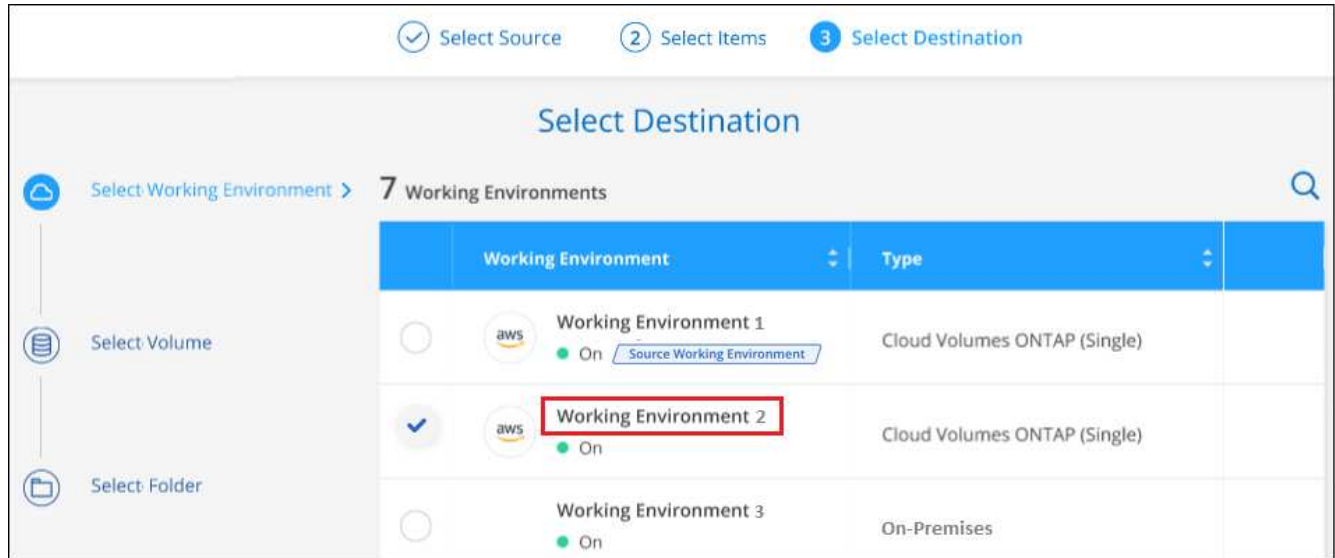 Select Source
2 Select Items
3 Select Destination
Select Destination
Select Working Environment
7 Working Environments
Working Environment
Type
aws
Working Environment 1
On
Source Working Environment
Cloud Volumes ONTAP (Single)
Select Volume
aws
Working Environment 2
On
Cloud Volumes ONTAP (Single)
Select Folder
Working Environment 3
On
On-Premises